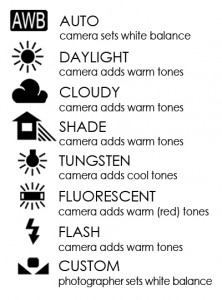 AWB AUTO
camera sets white balance
DAYLIGHT
camera adds warm tones
CLOUDY
camera adds warm tones
SHADE
camera adds warm tones
TUNGSTEN
camera adds cool tones
FLUORESCENT
camera adds warm (red) tones
FLASH
camera adds warm tones
CUSTOM
photographer sets white balance